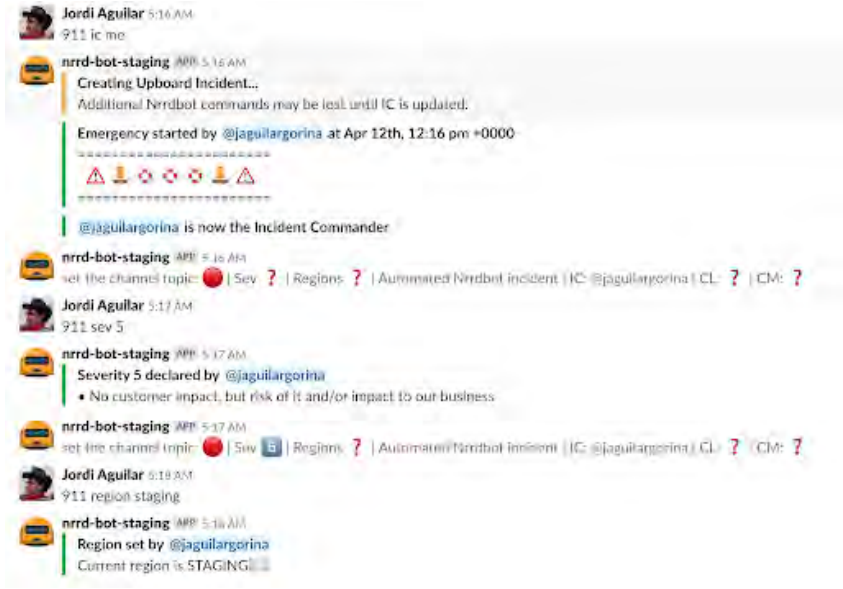 Jordi Aguilar 5:16 AM
911 ic me
nrrd-bot-staging APP 5:16 AM
Creating Upboard Incident...
Additional Nrrdbot commands may be lost until IC is updated.
Emergency started by @jaguilargorina at Apr 12th, 12:16 pm +0000
@jaguilargorina is now the Incident Commander
nrrd-bot-staging APP 5:16 AM
set the channel topic: | Sev ❓ | Regions ❓ | Automated Nrrdbot incident | IC: @jaguilargorina | CL: ❓ | CM: ❓
Jordi Aguilar 5:17 AM
911 sev 5
nrrd-bot-staging APP 5:17 AM
Severity 5 declared by @jaguilargorina
• No customer impact, but risk of it and/or impact to our business
nrrd-bot-staging APP 5:17 AM
set the channel topic: | Sev 5 | Regions ❓ | Automated Nrrdbot incident | IC: @jaguilargorina | CL: ❓ | CM: ❓
Jordi Aguilar 5:18 AM
911 region staging
nrrd-bot-staging APP 5:18 AM
Region set by @jaguilargorina
Current region is STAGING